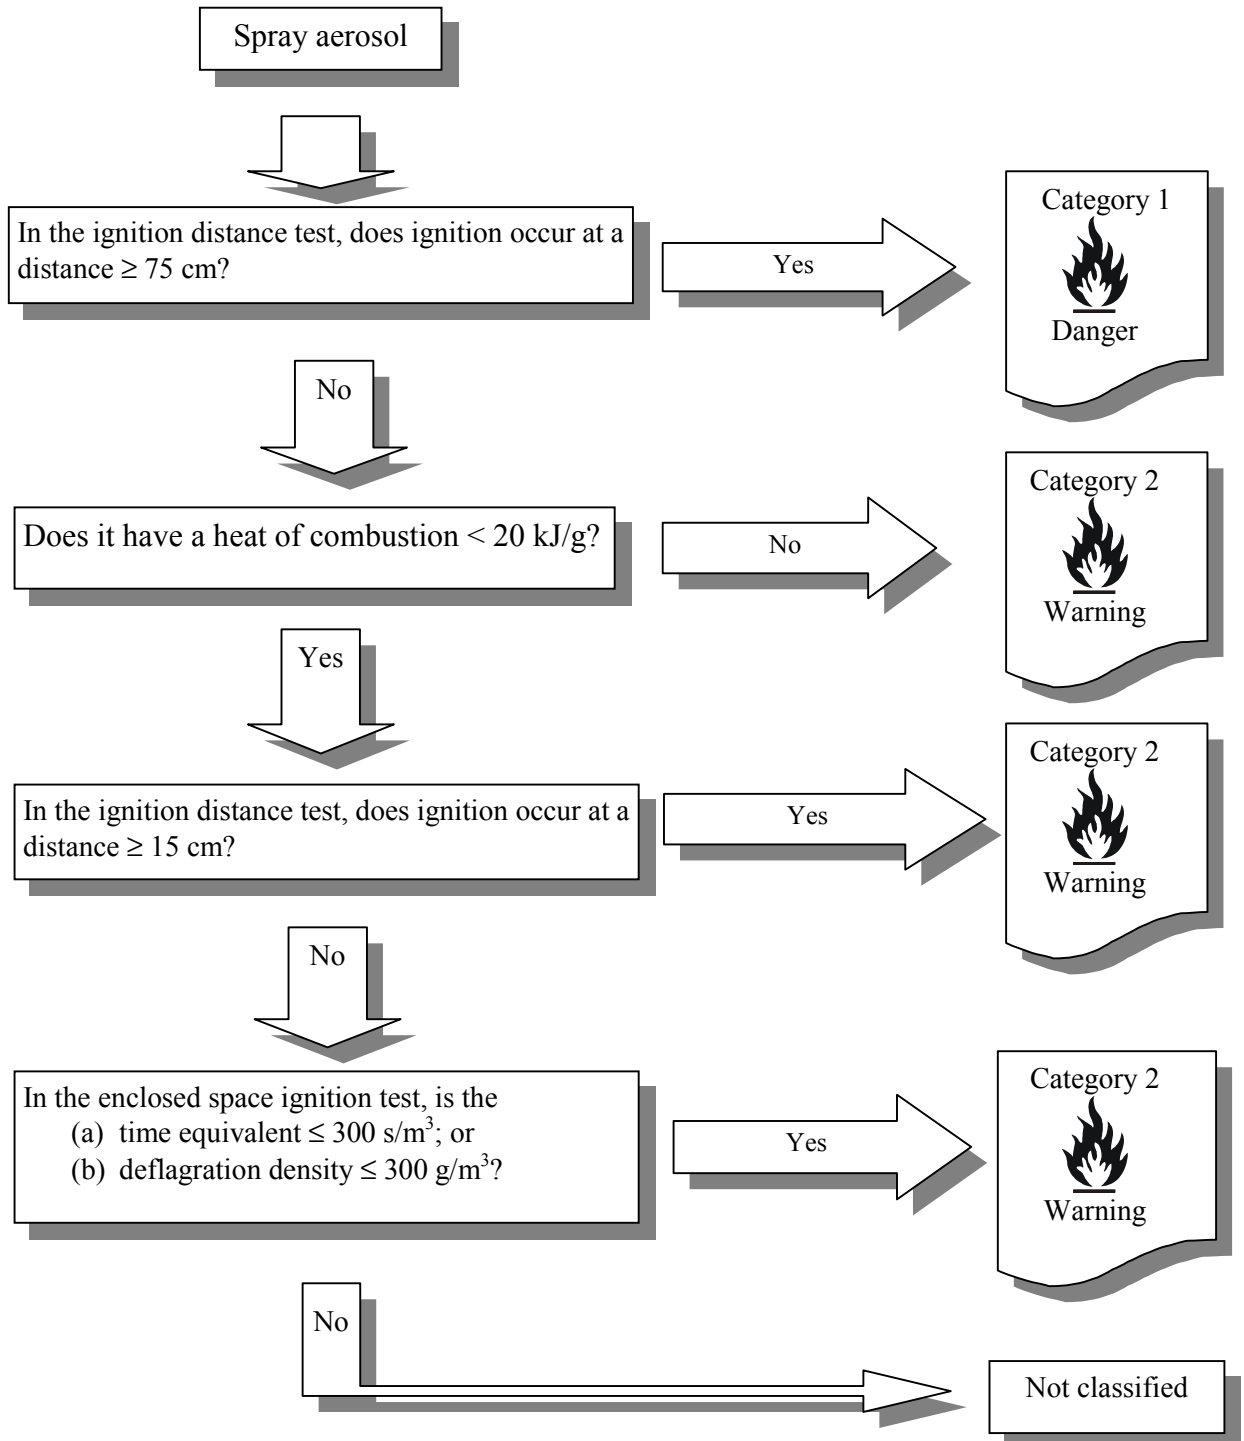 Spray aerosol
In the ignition distance test, does ignition occur at a
distance ≥ 75 cm?
Yes
Category 1
Danger
No
Does it have a heat of combustion < 20 kJ/g?
No
Category 2
Warning
Yes
In the ignition distance test, does ignition occur at a
distance ≥ 15 cm?
Yes
Category 2
Warning
No
In the enclosed space ignition test, is the
(a) time equivalent ≤ 300 s/m³; or
(b) deflagration density ≤ 300 g/m³?
Yes
Category 2
Warning
No
Not classified